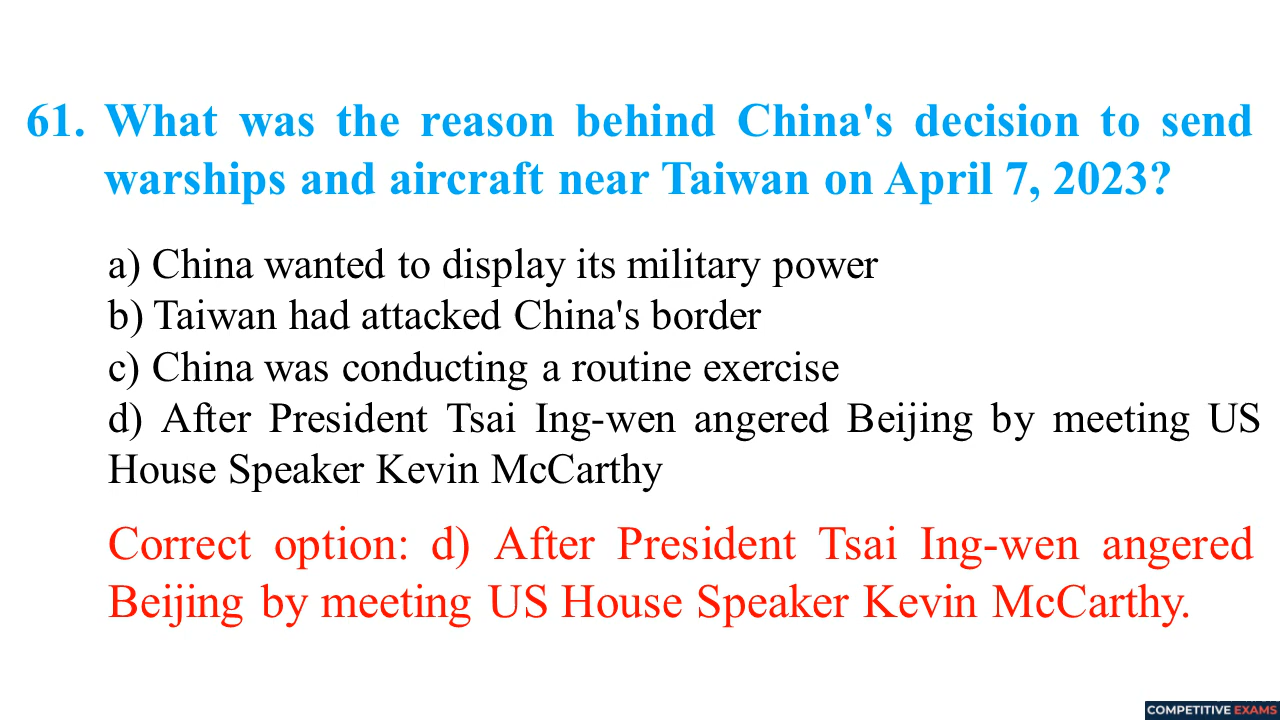 61. What was the reason behind China's decision to send
warships and aircraft near Taiwan on April 7, 2023?
a) China wanted to display its military power
b) Taiwan had attacked China's border
c) China was conducting a routine exercise
d) After President Tsai Ing-wen angered Beijing by meeting US
House Speaker Kevin McCarthy
Correct option: d) After President Tsai Ing-wen angered
Beijing by meeting US House Speaker Kevin McCarthy.
COMPETITIVE EXAMS